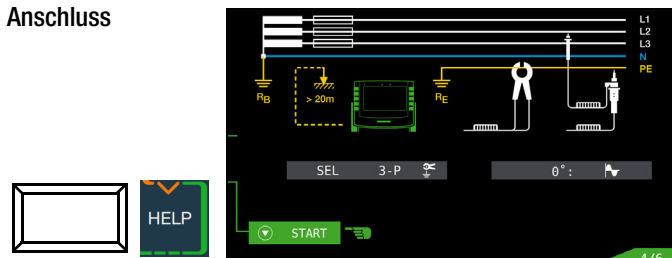 Anschluss
L1
L2
L3
N
PE
RB
> 20m
RE
SEL 3-P
0°:
HELP
START
4/6